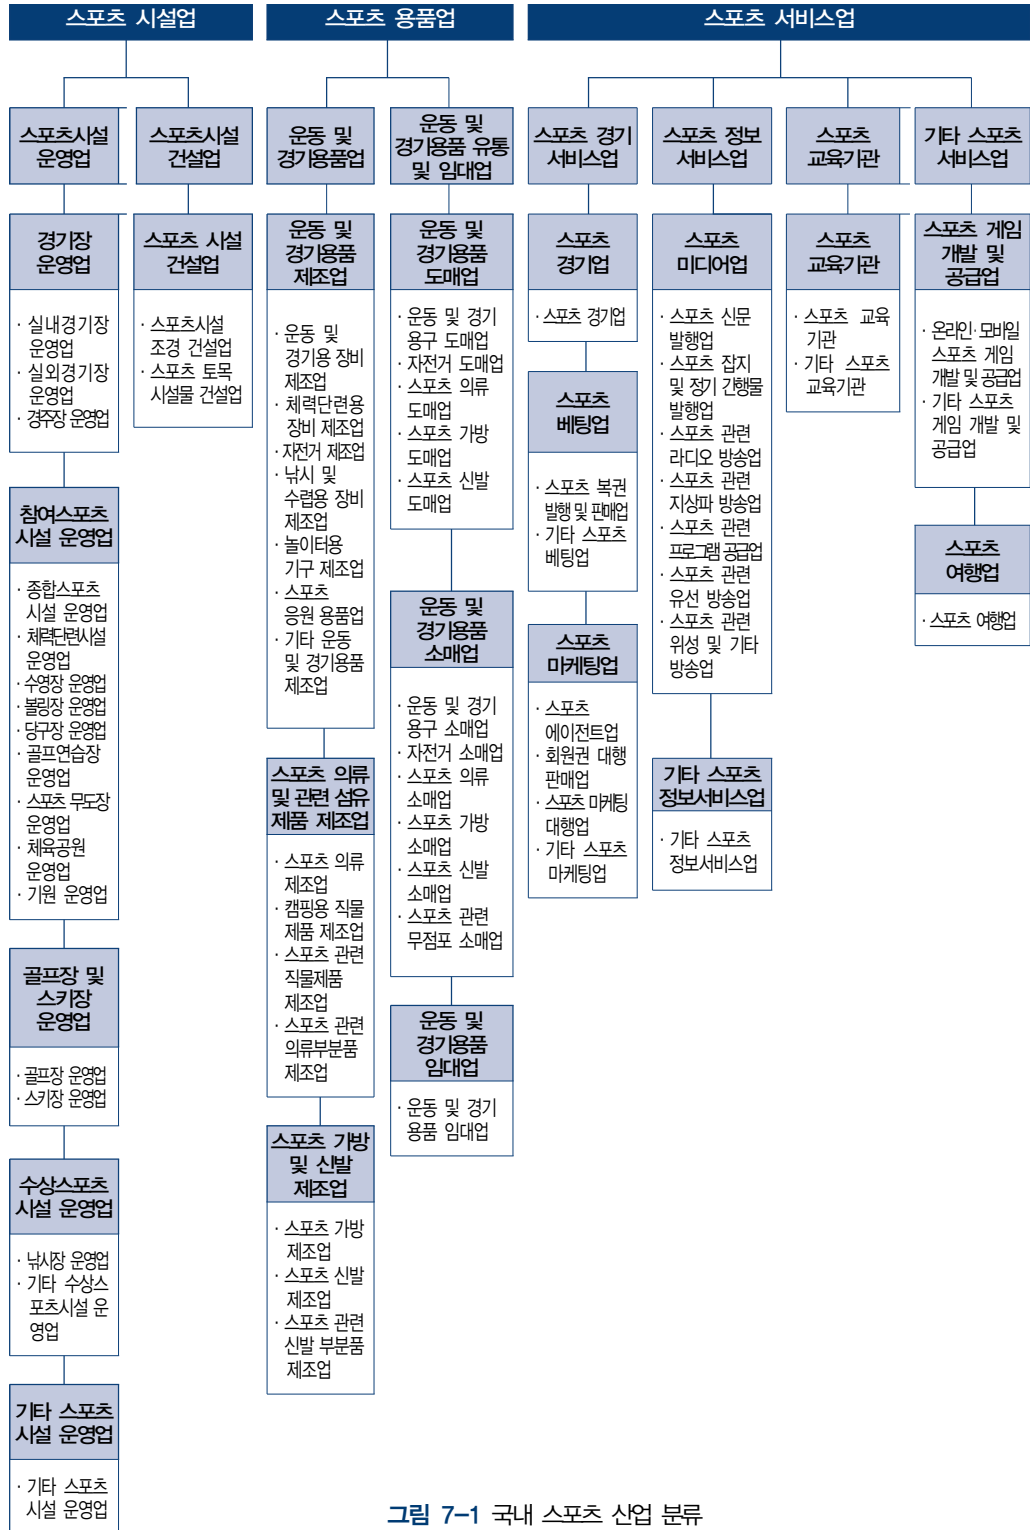 스포츠 시설업
스포츠시설
운영업
경기장
운영업
· 실내경기장
운영업
· 실외경기장
운영업
· 경주장 운영업
참여스포츠
시설 운영업
· 종합스포츠
시설 운영업
· 체력단련시설
운영업
· 수영장 운영업
· 볼링장 운영업
· 당구장 운영업
· 골프연습장
운영업
· 스포츠 무도장
운영업
· 체육공원
운영업
· 기원 운영업
골프장 및
스키장
운영업
· 골프장 운영업
· 스키장 운영업
수상스포츠
시설 운영업
· 낚시장 운영업
· 기타 수상스
포츠시설 운
영업
기타 스포츠
시설 운영업
· 기타 스포츠
시설 운영업
스포츠시설
건설업
스포츠 시설
건설업
· 스포츠시설
조경 건설업
· 스포츠 토목
시설물 건설업
스포츠 용품업
운동 및
경기용품업
운동 및
경기용품
제조업
· 운동 및
경기용 장비
제조업
· 체력단련용
장비 제조업
· 자전거 제조업
· 낚시 및
수렵용 장비
제조업
· 놀이터용
기구 제조업
· 스포츠
응원 용품업
· 기타 운동
및 경기용품
제조업
스포츠 의류
및 관련 섬유
제품 제조업
· 스포츠 의류
제조업
· 캠핑용 직물
제품 제조업
· 스포츠 관련
직물제품
제조업
· 스포츠 관련
의류부분품
제조업
스포츠 가방
및 신발
제조업
· 스포츠 가방
제조업
· 스포츠 신발
제조업
· 스포츠 관련
신발 부분품
제조업
운동 및
경기용품 유통
및 임대업
운동 및
경기용품
도매업
· 운동 및 경기
용구 도매업
· 자전거 도매업
· 스포츠 의류
도매업
· 스포츠 가방
도매업
· 스포츠 신발
도매업
운동 및
경기용품
소매업
· 운동 및 경기
용구 소매업
· 자전거 소매업
· 스포츠 의류
소매업
· 스포츠 가방
소매업
· 스포츠 신발
소매업
· 스포츠 관련
무점포 소매업
운동 및
경기용품
임대업
· 운동 및 경기
용품 임대업
스포츠 서비스업
스포츠 경기
서비스업
스포츠
경기업
· 스포츠 경기업
스포츠
베팅업
· 스포츠 복권
발행 및 판매업
· 기타 스포츠
베팅업
스포츠
마케팅업
· 스포츠
에이전트업
· 회원권 대행
판매업
· 스포츠 마케팅
대행업
· 기타 스포츠
마케팅업
스포츠 정보
서비스업
스포츠
미디어업
· 스포츠 신문
발행업
· 스포츠 잡지
및 정기 간행물
발행업
· 스포츠 관련
라디오 방송업
· 스포츠 관련
지상파 방송업
· 스포츠 관련
프로그램 공급업
· 스포츠 관련
유선 방송업
· 스포츠 관련
위성 및 기타
방송업
기타 스포츠
정보서비스업
· 기타 스포츠
정보서비스업
스포츠
교육기관
스포츠
교육기관
· 스포츠 교육
기관
· 기타 스포츠
교육기관
기타 스포츠
서비스업
스포츠 게임
개발 및
공급업
· 온라인·모바일
스포츠 게임
개발 및 공급업
· 기타 스포츠
게임 개발 및
공급업
스포츠
여행업
· 스포츠 여행업
그림 7-1 국내 스포츠 산업 분류